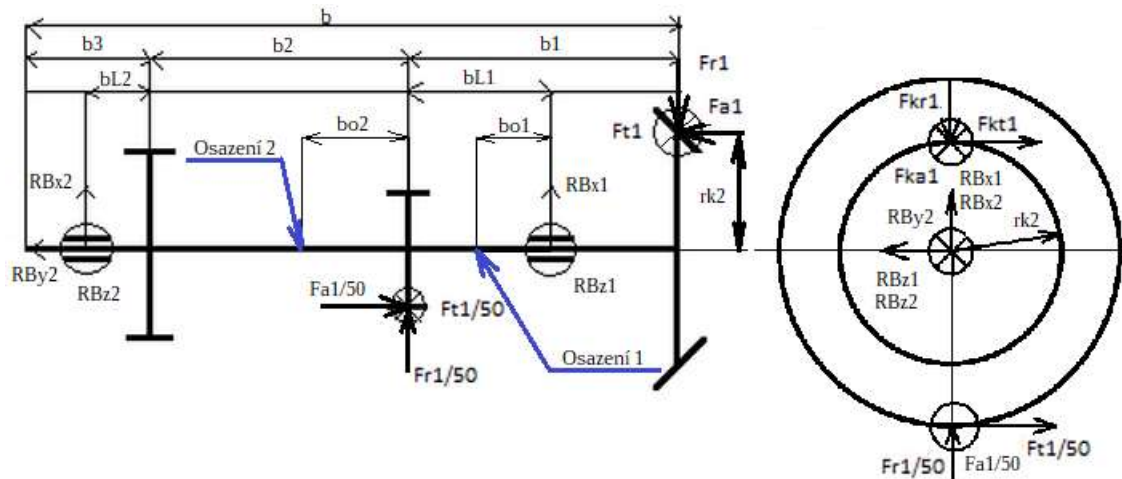 b
b3
b2
b1
bL2
bL1
Fr1
Fa1
Ft1
bo2
bo1
Osazení 2
RBx2
RBx1
rk2
RBy2
RBz2
RBz1
Fa1/50
Ft1/50
Osazení 1
Fr1/50
Fkr1
Fkt1
Fka1
RBx1
RBx2
RBy2
rk2
RBz1
RBz2
Ft1/50
Fr1/50
Fa1/50